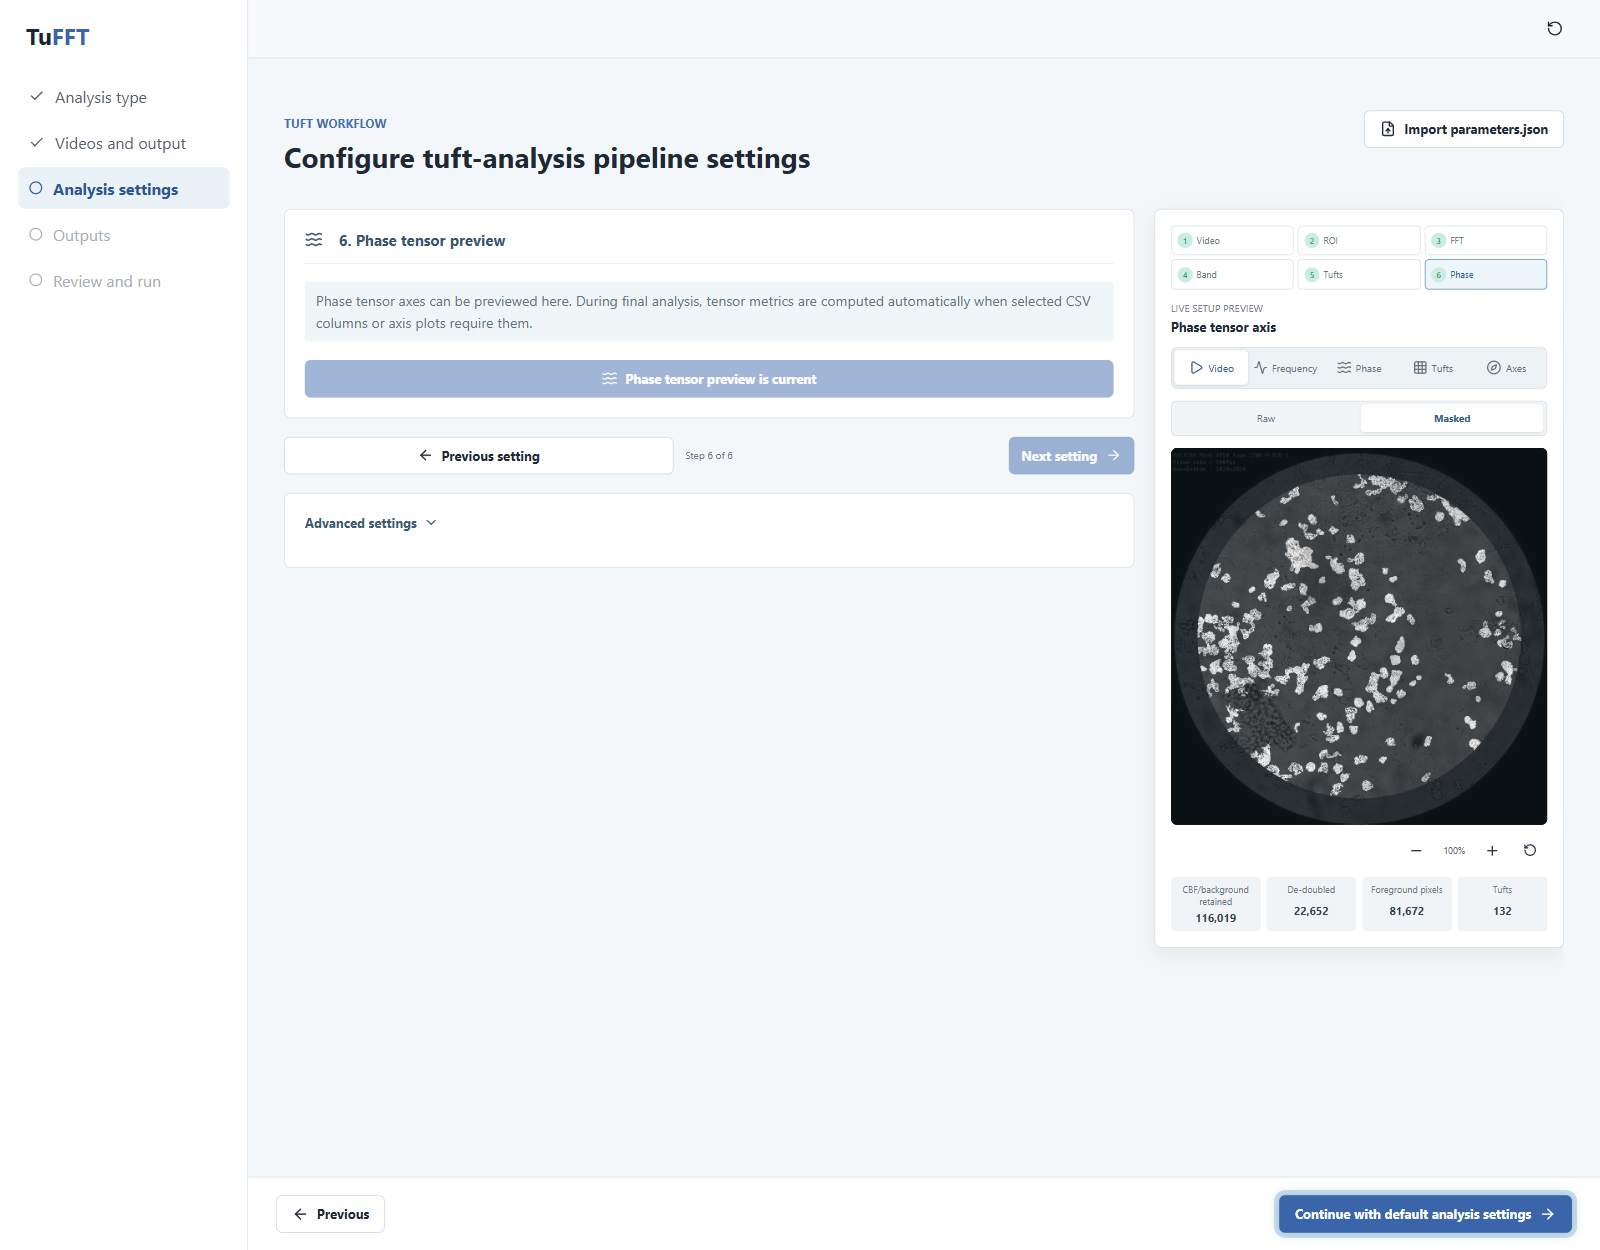 TuFFT
Analysis type
Videos and output
Analysis settings
Outputs
Review and run
TUFT WORKFLOW
Configure tuft-analysis pipeline settings
Import parameters.json
6. Phase tensor preview
Phase tensor axes can be previewed here. During final analysis, tensor metrics are computed automatically when selected CSV
columns or axis plots require them.
Phase tensor preview is current
Previous setting
Step 6 of 6
Next setting
Advanced settings
1 Video
2 ROI
3 FFT
4 Band
5 Tufts
6 Phase
LIVE SETUP PREVIEW
Phase tensor axis
Video
Frequency
Phase
Tufts
Axes
Raw
Masked
100%
CBF/background
retained
116,019
De-doubled
22,652
Foreground pixels
81,672
Tufts
132
Previous
Continue with default analysis settings